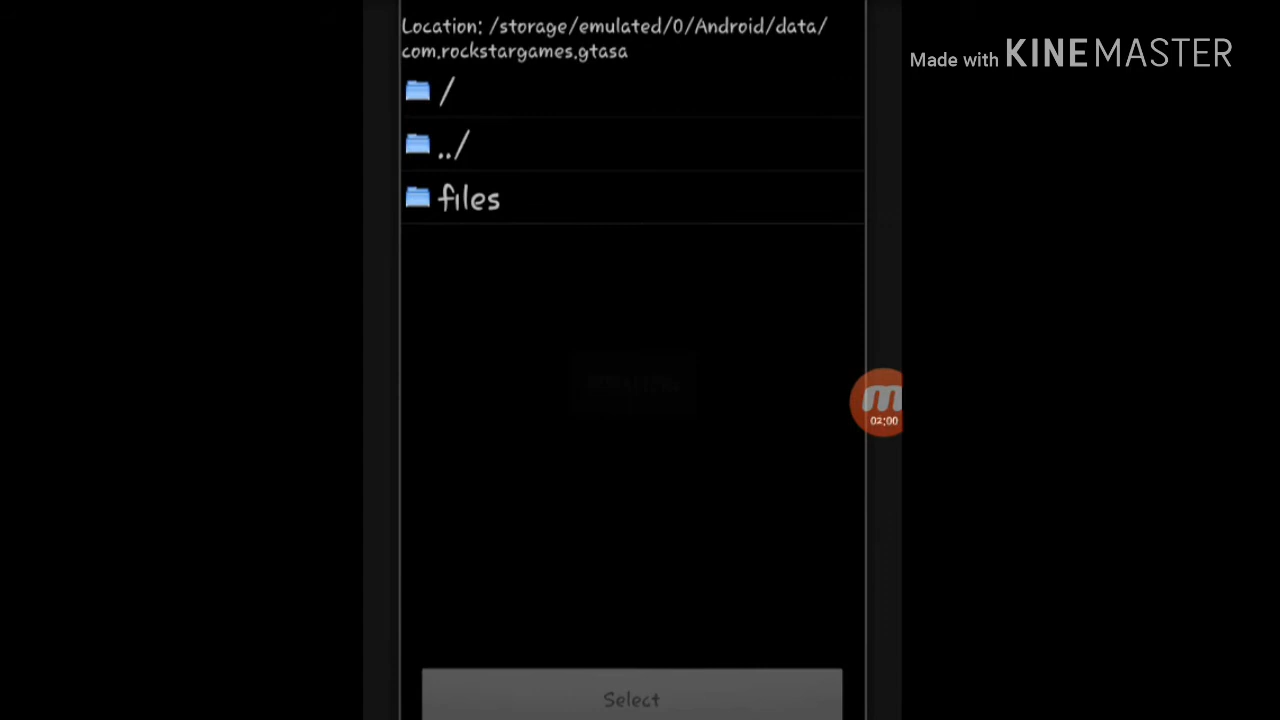 Location: /storage/emulated/0/Android/data/
com.rockstargames.gtasa
Made with KINEMASTER
/
../
files
02:00
Select